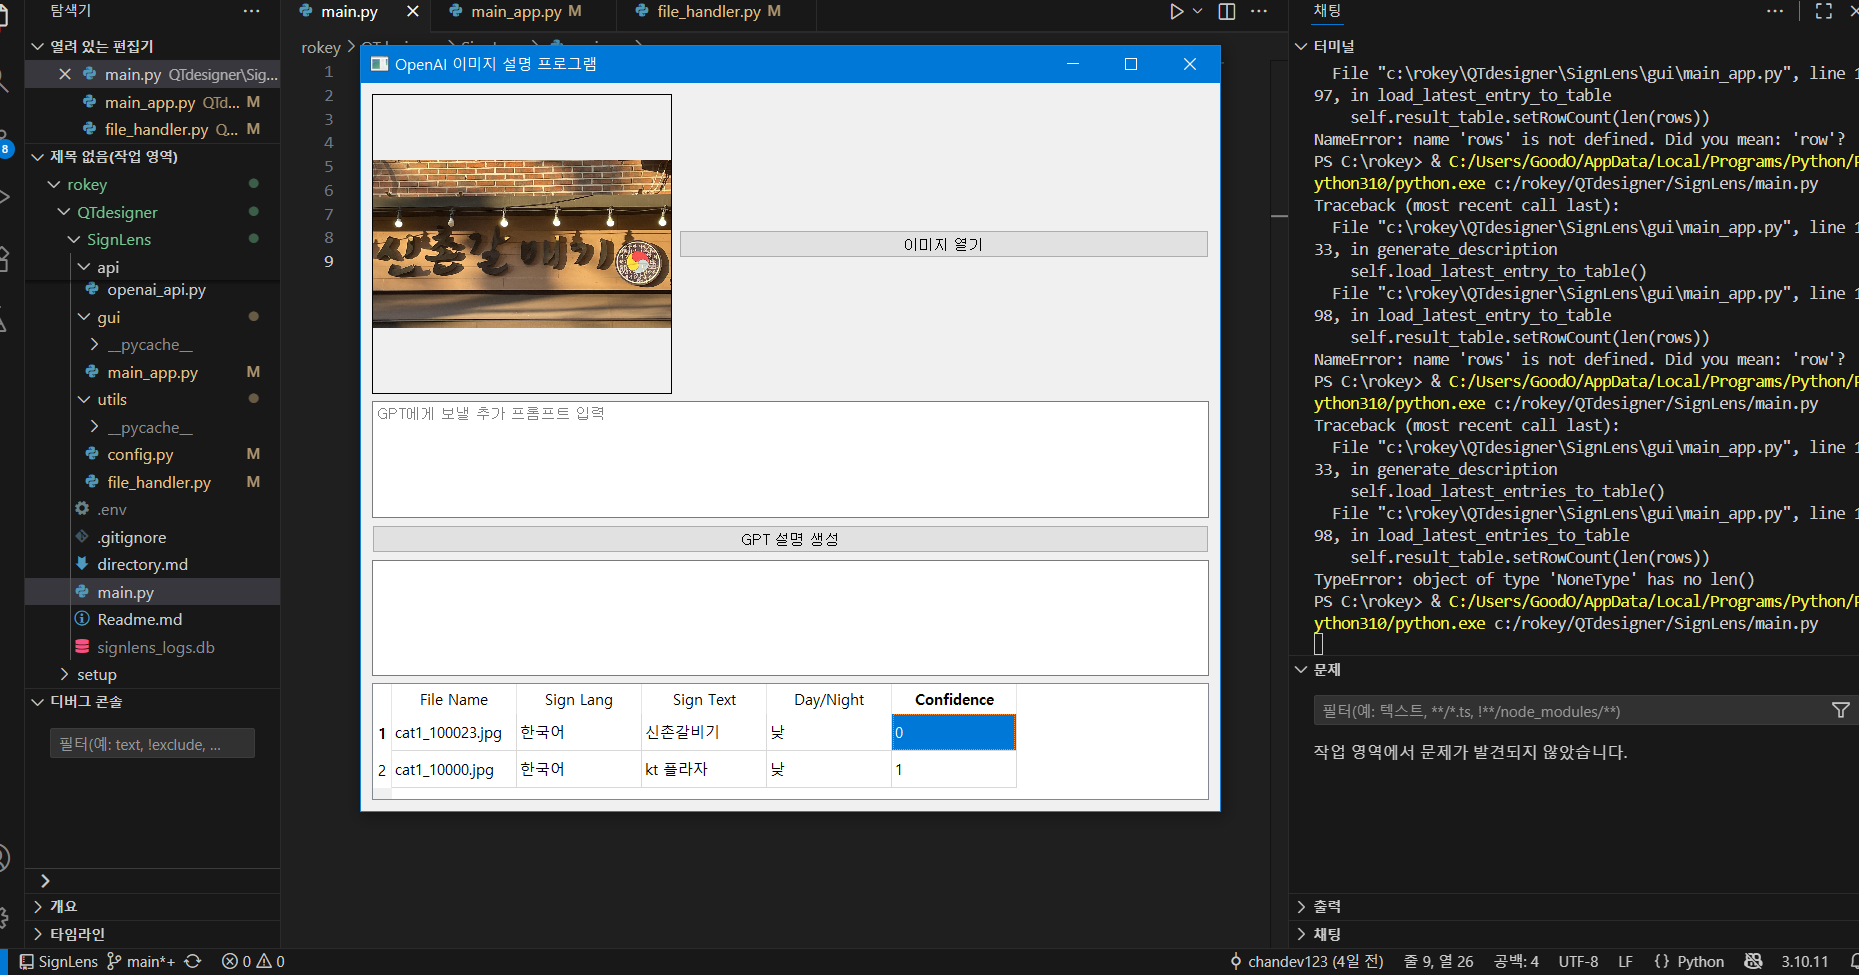 탐색기
열려 있는 편집기
main.py QTdesigner\Sig...
main_app.py QTd... M
file_handler.py Q... M
8
제목 없음(작업 영역)
rokey
QTdesigner
SignLens
api
openai_api.py
gui
__pycache__
main_app.py M
utils
__pycache__
config.py M
file_handler.py M
.env
.gitignore
directory.md
main.py
Readme.md
signlens_logs.db
setup
디버그 콘솔
필터(예: text, !exclude, ...
개요
타임라인
main.py
main_app.py M
file_handler.py M
rokey
1
2
3
4
5
6
7
8
9
OpenAI 이미지 설명 프로그램
신촌갈매기
이미지 열기
GPT에게 보낼 추가 프롬프트 입력
GPT 설명 생성
File Name Sign Lang Sign Text Day/Night Confidence
1 cat1_100023.jpg 한국어 신촌갈비기 낮 0
2 cat1_10000.jpg 한국어 kt 플라자 낮 1
채팅
터미널
File "c:\rokey\QTdesigner\SignLens\gui\main_app.py", line 1
97, in load_latest_entry_to_table
self.result_table.setRowCount(len(rows))
NameError: name 'rows' is not defined. Did you mean: 'row'?
PS C:\rokey> & C:/Users/GoodO/AppData/Local/Programs/Python/P
ython310/python.exe c:/rokey/QTdesigner/SignLens/main.py
Traceback (most recent call last):
File "c:\rokey\QTdesigner\SignLens\gui\main_app.py", line 1
33, in generate_description
self.load_latest_entry_to_table()
File "c:\rokey\QTdesigner\SignLens\gui\main_app.py", line 1
98, in load_latest_entry_to_table
self.result_table.setRowCount(len(rows))
NameError: name 'rows' is not defined. Did you mean: 'row'?
PS C:\rokey> & C:/Users/GoodO/AppData/Local/Programs/Python/P
ython310/python.exe c:/rokey/QTdesigner/SignLens/main.py
Traceback (most recent call last):
File "c:\rokey\QTdesigner\SignLens\gui\main_app.py", line 1
33, in generate_description
self.load_latest_entries_to_table()
File "c:\rokey\QTdesigner\SignLens\gui\main_app.py", line 1
98, in load_latest_entries_to_table
self.result_table.setRowCount(len(rows))
TypeError: object of type 'NoneType' has no len()
PS C:\rokey> & C:/Users/GoodO/AppData/Local/Programs/Python/P
ython310/python.exe c:/rokey/QTdesigner/SignLens/main.py
문제
필터(예: 텍스트, **/*.ts, !**/node_modules/**)
작업 영역에서 문제가 발견되지 않았습니다.
출력
채팅
SignLens main*+ 0 0 chandev123 (4일 전) 줄 9, 열 26 공백: 4 UTF-8 LF {} Python 3.10.11